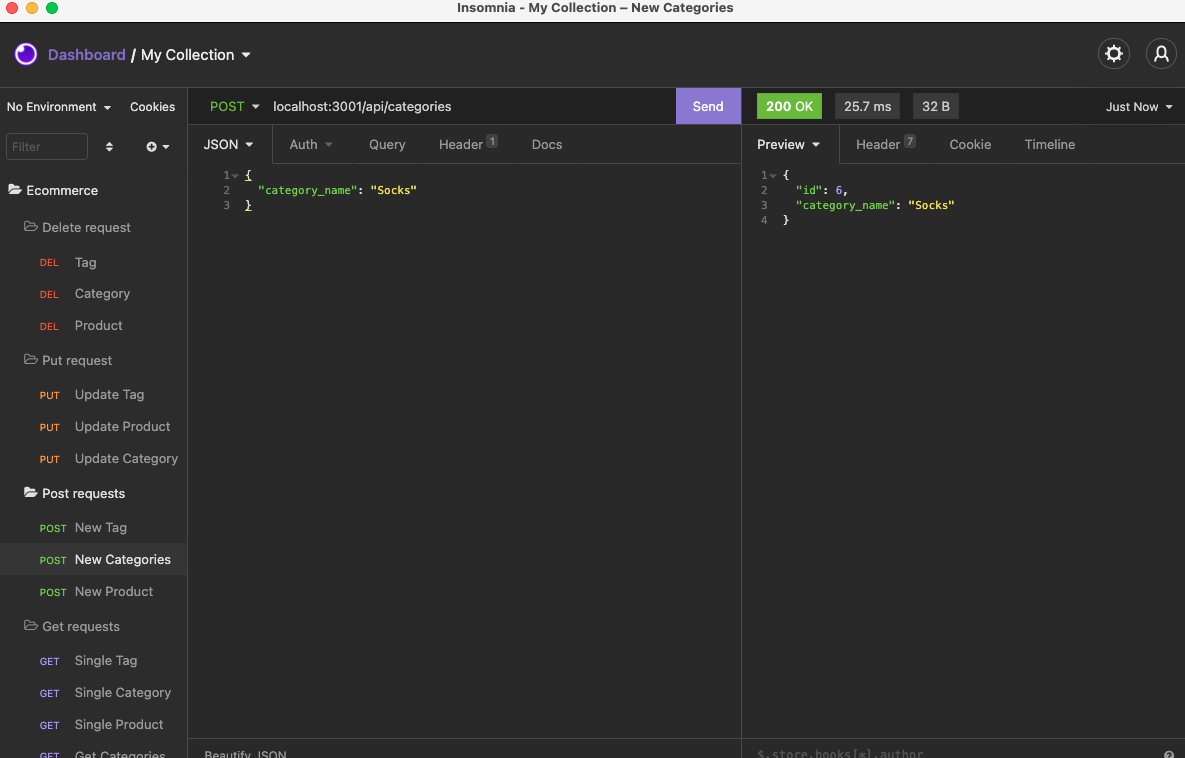 Insomnia - My Collection – New Categories
Dashboard / My Collection
No Environment Cookies
POST localhost:3001/api/categories Send
200 OK 25.7 ms 32 B Just Now
Filter
JSON Auth Query Header 1 Docs
Preview Header 7 Cookie Timeline
1 {
2 "category_name": "Socks"
3 }
1 {
2 "id": 6,
3 "category_name": "Socks"
4 }
Ecommerce
Delete request
DEL Tag
DEL Category
DEL Product
Put request
PUT Update Tag
PUT Update Product
PUT Update Category
Post requests
POST New Tag
POST New Categories
POST New Product
Get requests
GET Single Tag
GET Single Category
GET Single Product
GET Get Categories
Beautify JSON
$.store.books[*].author